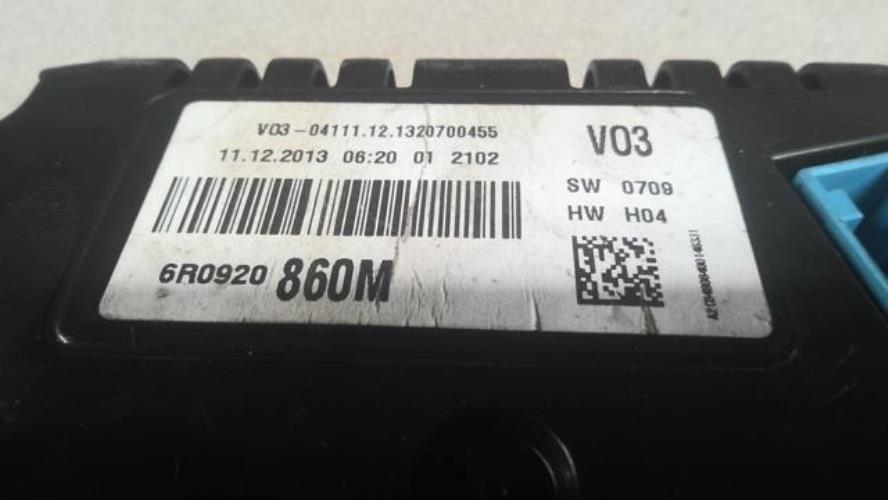 V03-04111.12.1320700455
11.12.2013 06:20 01 2102
6R0920 860M
V03
SW 0709
HW H04